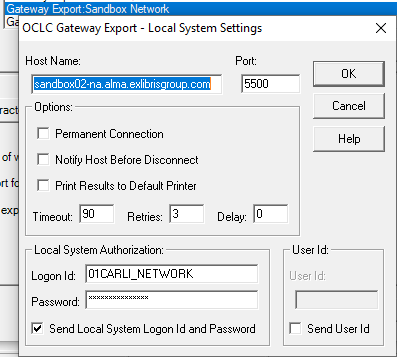 Gateway Export:Sandbox Network
Ga
OCLC Gateway Export - Local System Settings
Host Name:
Port:
sandbox02-na.alma.exlibrisgroup.com
5500
OK
Cancel
Help
Options:
Permanent Connection
Notify Host Before Disconnect
Print Results to Default Printer
Timeout: 90 Retries: 3 Delay: 0
ract
of w
ort fo
exp
Local System Authorization:
Logon Id: 01CARLI_NETWORK
Password: xxxxxxxxxxxxxxx
Send Local System Logon Id and Password
User Id:
User Id:
Send User Id